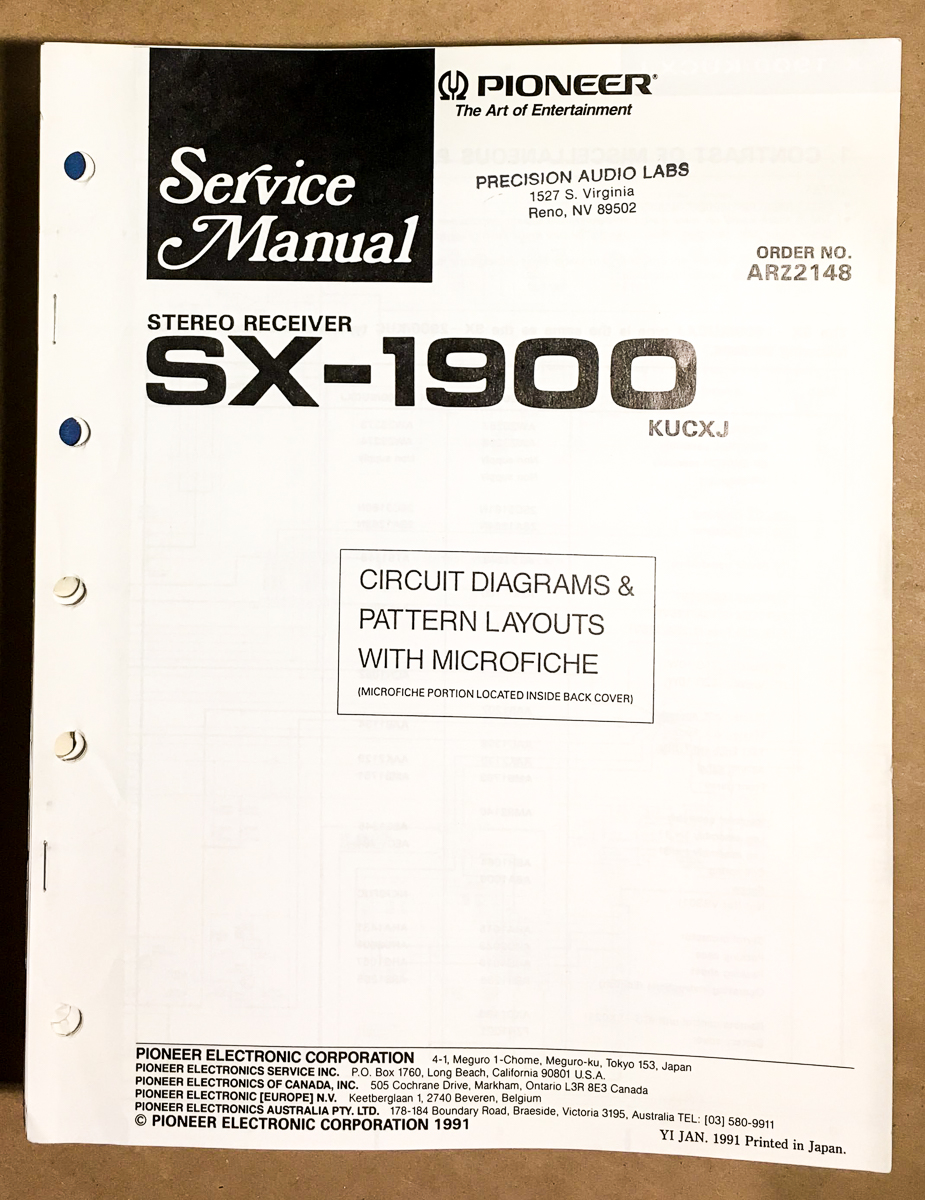 Service
Manual
PIONEER®
The Art of Entertainment
PRECISION AUDIO LABS
1527 S. Virginia
Reno, NV 89502
ORDER NO.
ARZ2148
STEREO RECEIVER
SX-1900
KUCXJ
CIRCUIT DIAGRAMS &
PATTERN LAYOUTS
WITH MICROFICHE
(MICROFICHE PORTION LOCATED INSIDE BACK COVER)
PIONEER ELECTRONIC CORPORATION 4-1, Meguro 1-Chome, Meguro-ku, Tokyo 153, Japan
PIONEER ELECTRONICS SERVICE INC. P.O. Box 1760, Long Beach, California 90801 U.S.A.
PIONEER ELECTRONICS OF CANADA, INC. 505 Cochrane Drive, Markham, Ontario L3R 8E3 Canada
PIONEER ELECTRONIC [EUROPE] N.V. Keetberglaan 1, 2740 Beveren, Belgium
PIONEER ELECTRONICS AUSTRALIA PTY. LTD. 178-184 Boundary Road, Braeside, Victoria 3195, Australia TEL: [03] 580-9911
© PIONEER ELECTRONIC CORPORATION 1991
YI JAN. 1991 Printed in Japan.